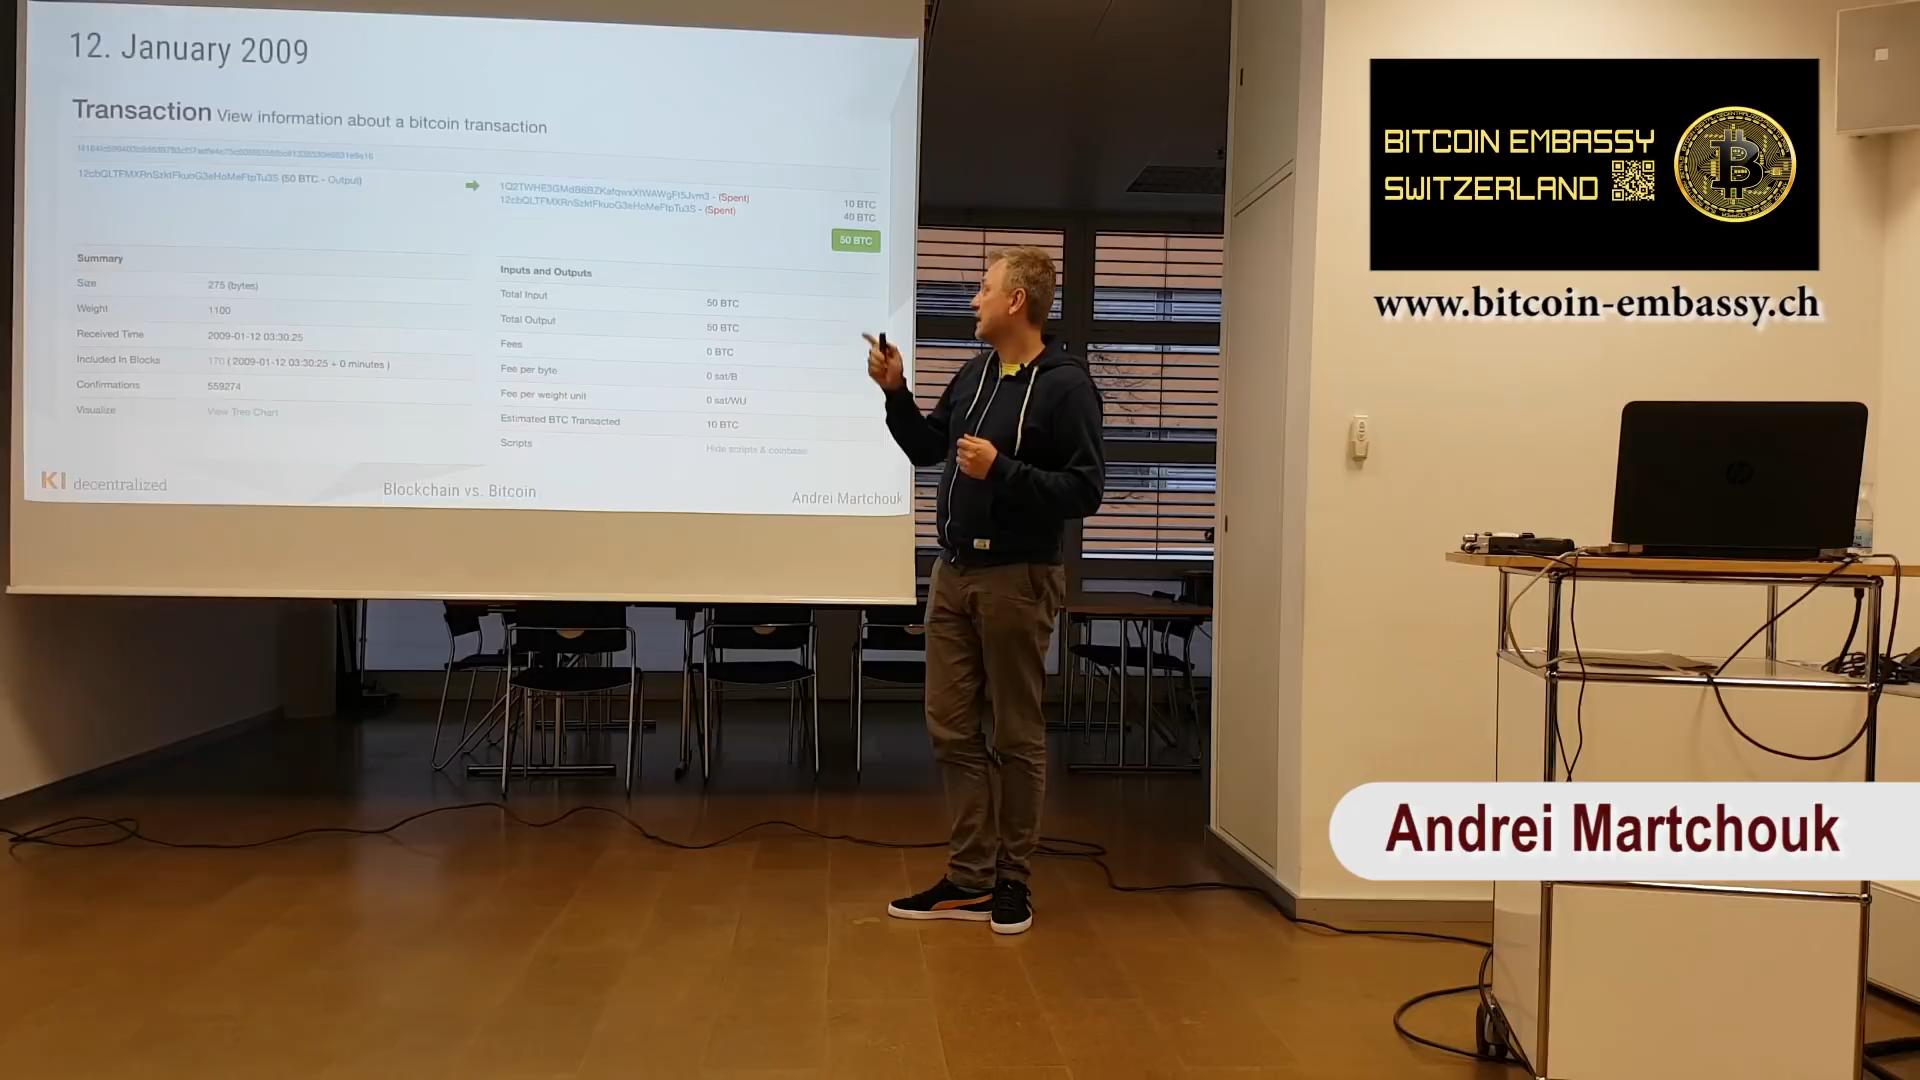 12. January 2009
Transaction View information about a bitcoin transaction
(50 BTC - Output)
- (Spent)
10 BTC
- (Spent)
40 BTC
50 BTC
Summary
Size 275 (bytes)
Weight 1100
Received Time 2009-01-12 03:30:25
Included In Blocks 170 ( 2009-01-12 03:30:25 + 0 minutes )
Confirmations 559274
Visualize View Tree Chart
Inputs and Outputs
Total Input 50 BTC
Total Output 50 BTC
Fees 0 BTC
Fee per byte 0 sat/B
Fee per weight unit 0 sat/WU
Estimated BTC Transacted 10 BTC
Scripts Hide scripts & coinbase
KI decentralized
Blockchain vs. Bitcoin
Andrei Martchouk
BITCOIN EMBASSY
SWITZERLAND
www.bitcoin-embassy.ch
hp
Andrei Martchouk